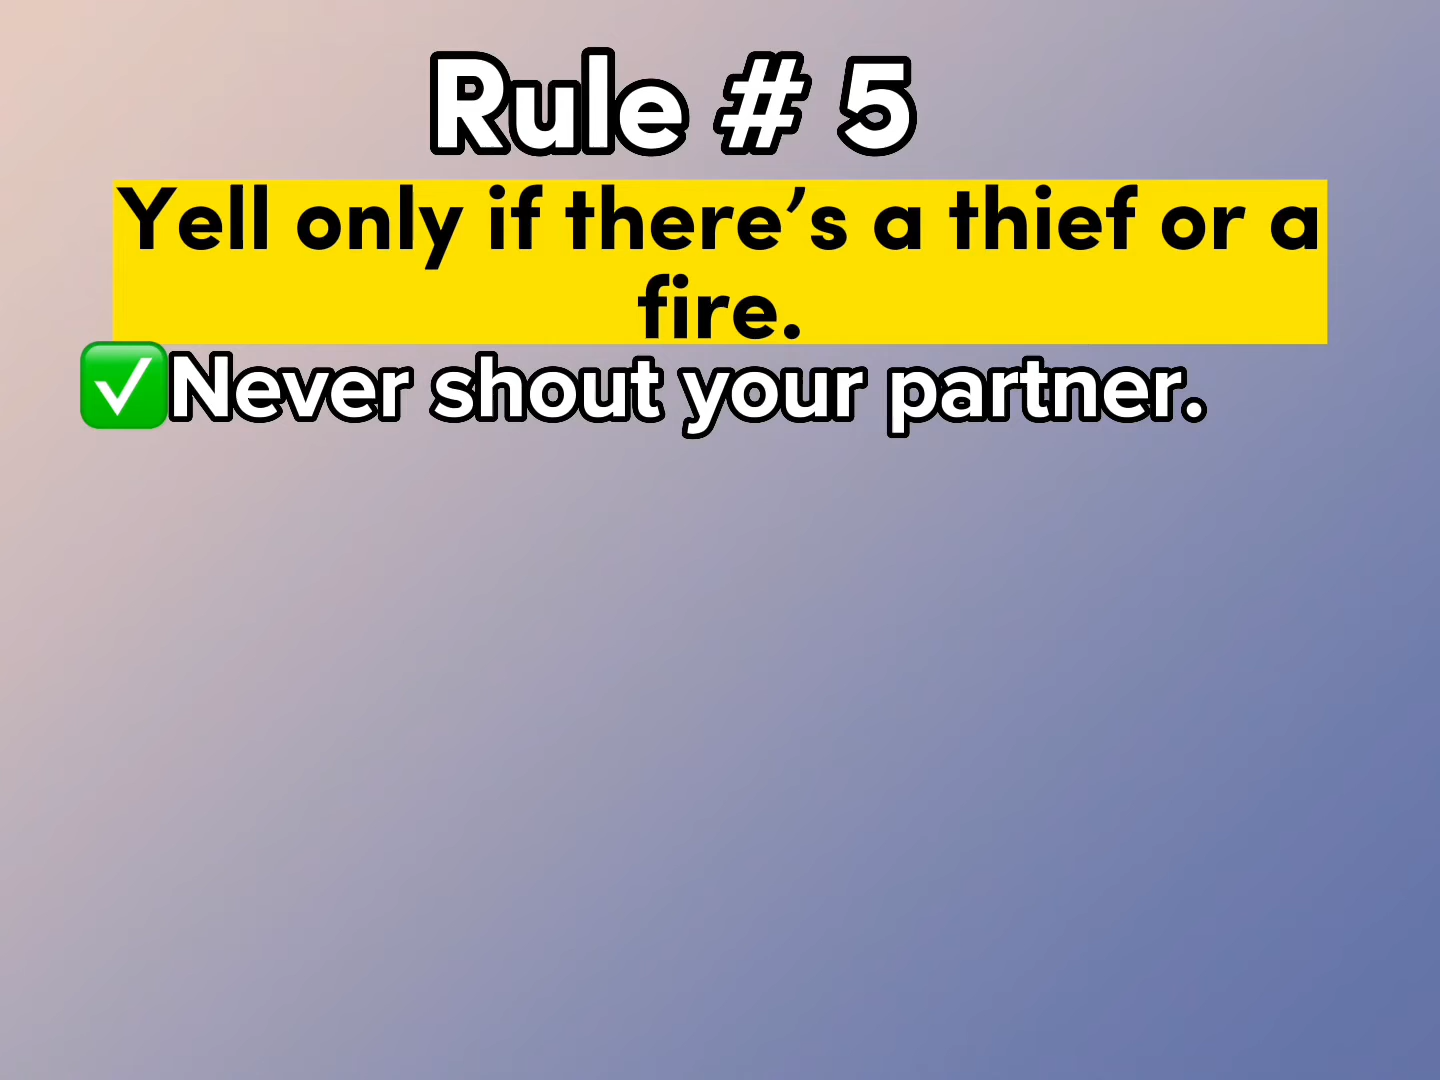 Rule # 5
Yell only if there’s a thief or a
fire.
✅Never shout your partner.